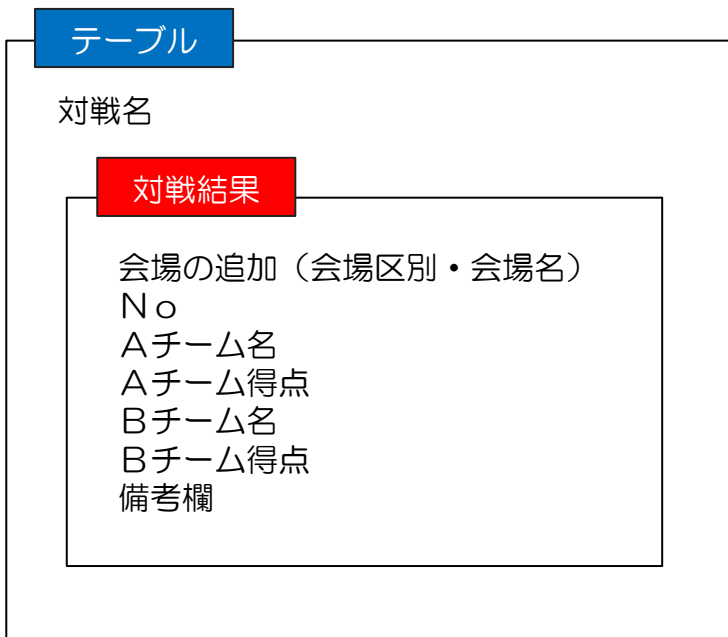 テーブル
対戦名
対戦結果
会場の追加（会場区別・会場名）
Ｎｏ
Ａチーム名
Ａチーム得点
Ｂチーム名
Ｂチーム得点
備考欄